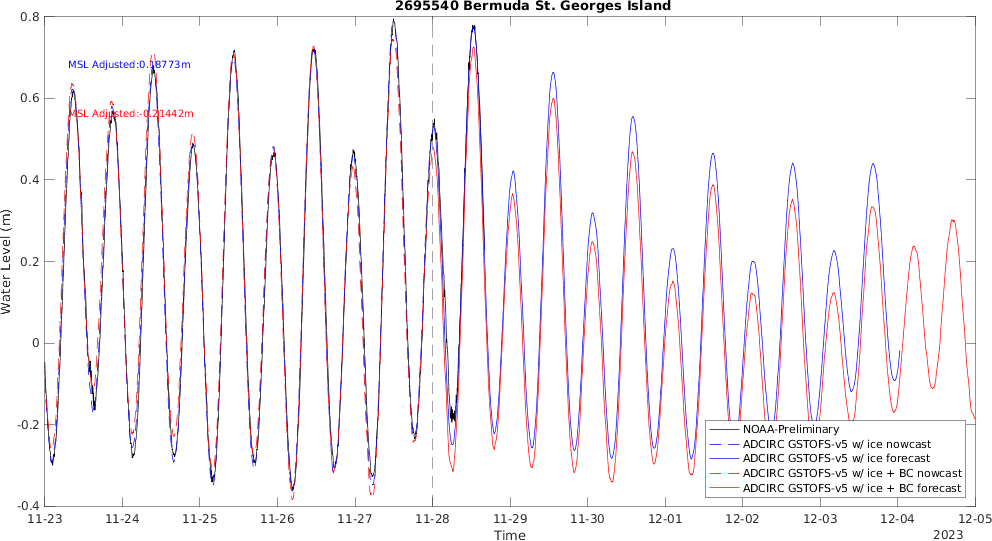 2695540 Bermuda St. Georges Island
0.8
MSL Adjusted:0.18773m
0.6
MSL Adjusted:-0.21442m
0.4
0.2
Water Level (m)
0
-0.2
-0.4
NOAA-Preliminary
ADCIRC GSTOFS-v5 w/ ice nowcast
ADCIRC GSTOFS-v5 w/ ice forecast
ADCIRC GSTOFS-v5 w/ ice + BC nowcast
ADCIRC GSTOFS-v5 w/ ice + BC forecast
11-23 11-24 11-25 11-26 11-27 11-28 11-29 11-30 12-01 12-02 12-03 12-04 12-05
Time
2023